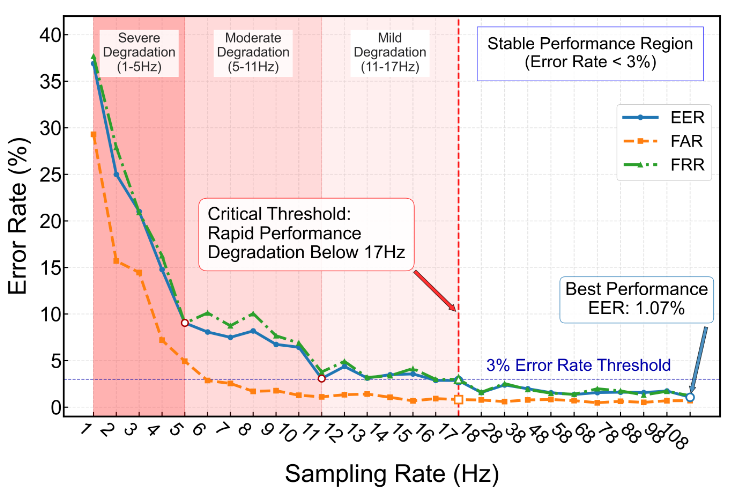 Severe
Degradation
(1-5Hz)
Moderate
Degradation
(5-11Hz)
Mild
Degradation
(11-17Hz)
Stable Performance Region
(Error Rate < 3%)
EER
FAR
FRR
Critical Threshold:
Rapid Performance
Degradation Below 17Hz
Best Performance
EER: 1.07%
3% Error Rate Threshold
Error Rate (%)
40
35
30
25
20
15
10
5
0
1 2 3 4 5 6 7 8 9 10 11 12 13 14 15 16 17 18 28 38 48 58 68 78 88 98 108
Sampling Rate (Hz)